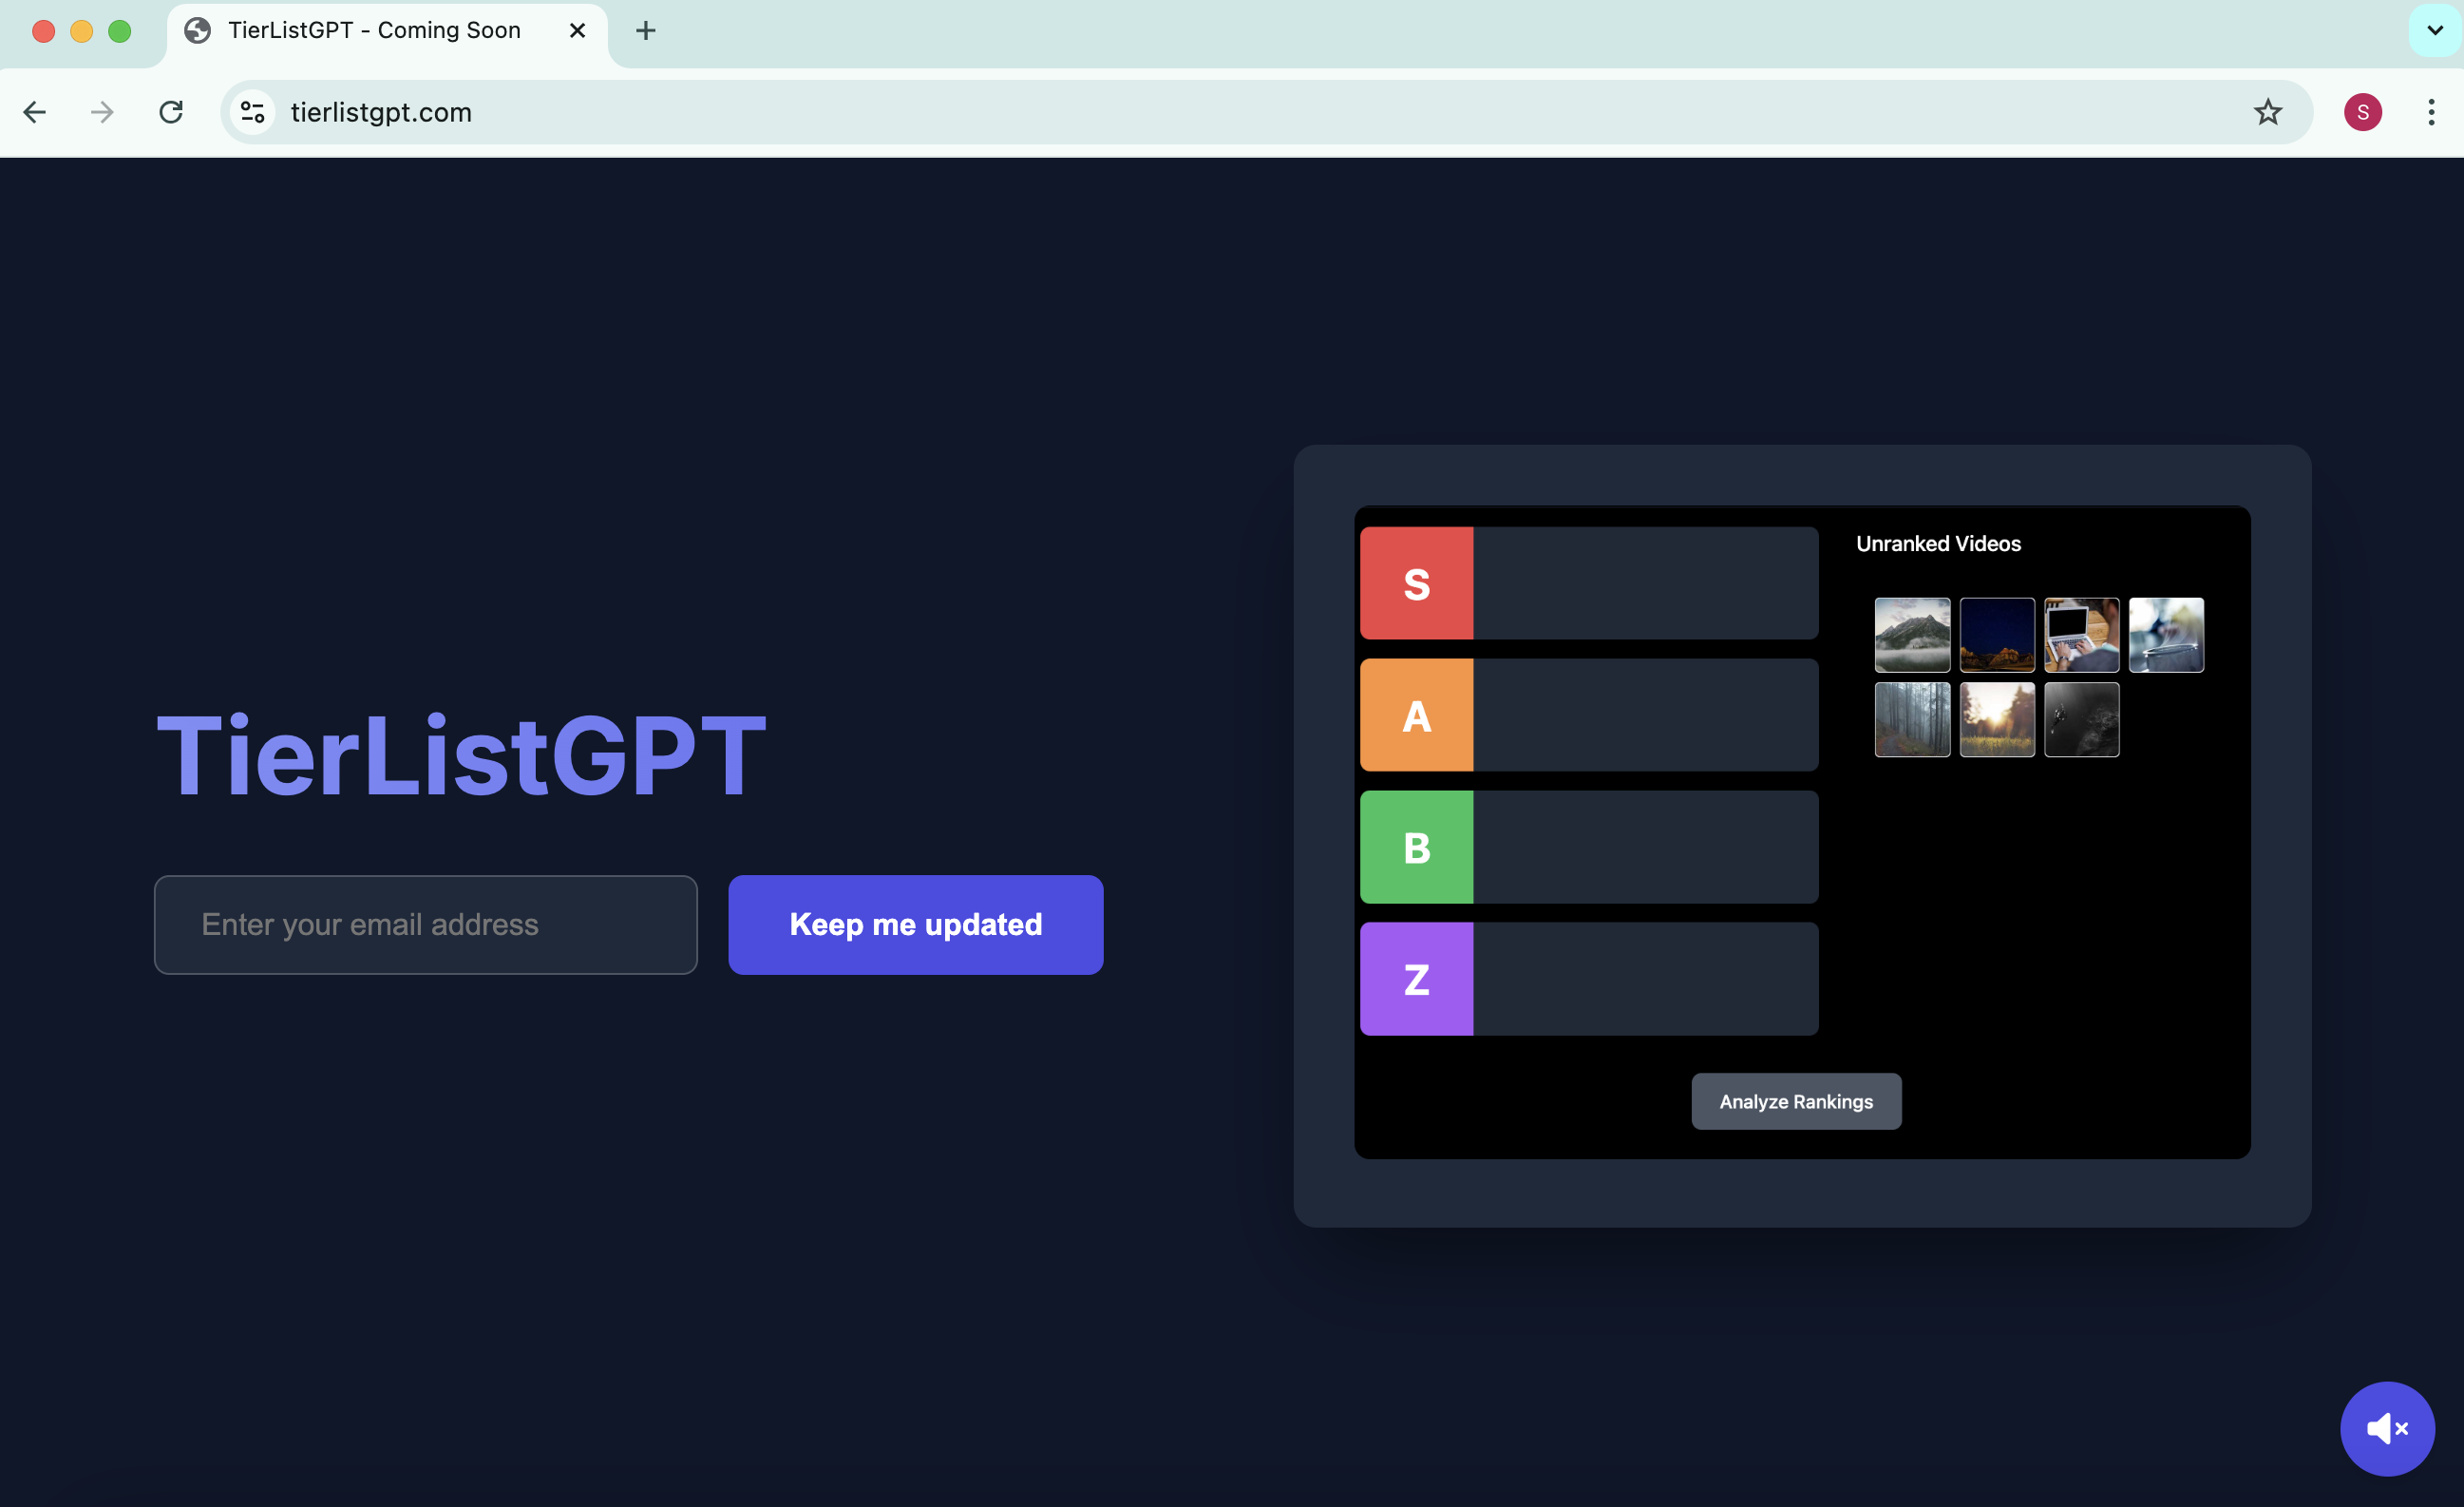 TierListGPT - Coming Soon
tierlistgpt.com
S
TierListGPT
Enter your email address
Keep me updated
S
A
B
Z
Unranked Videos
Analyze Rankings